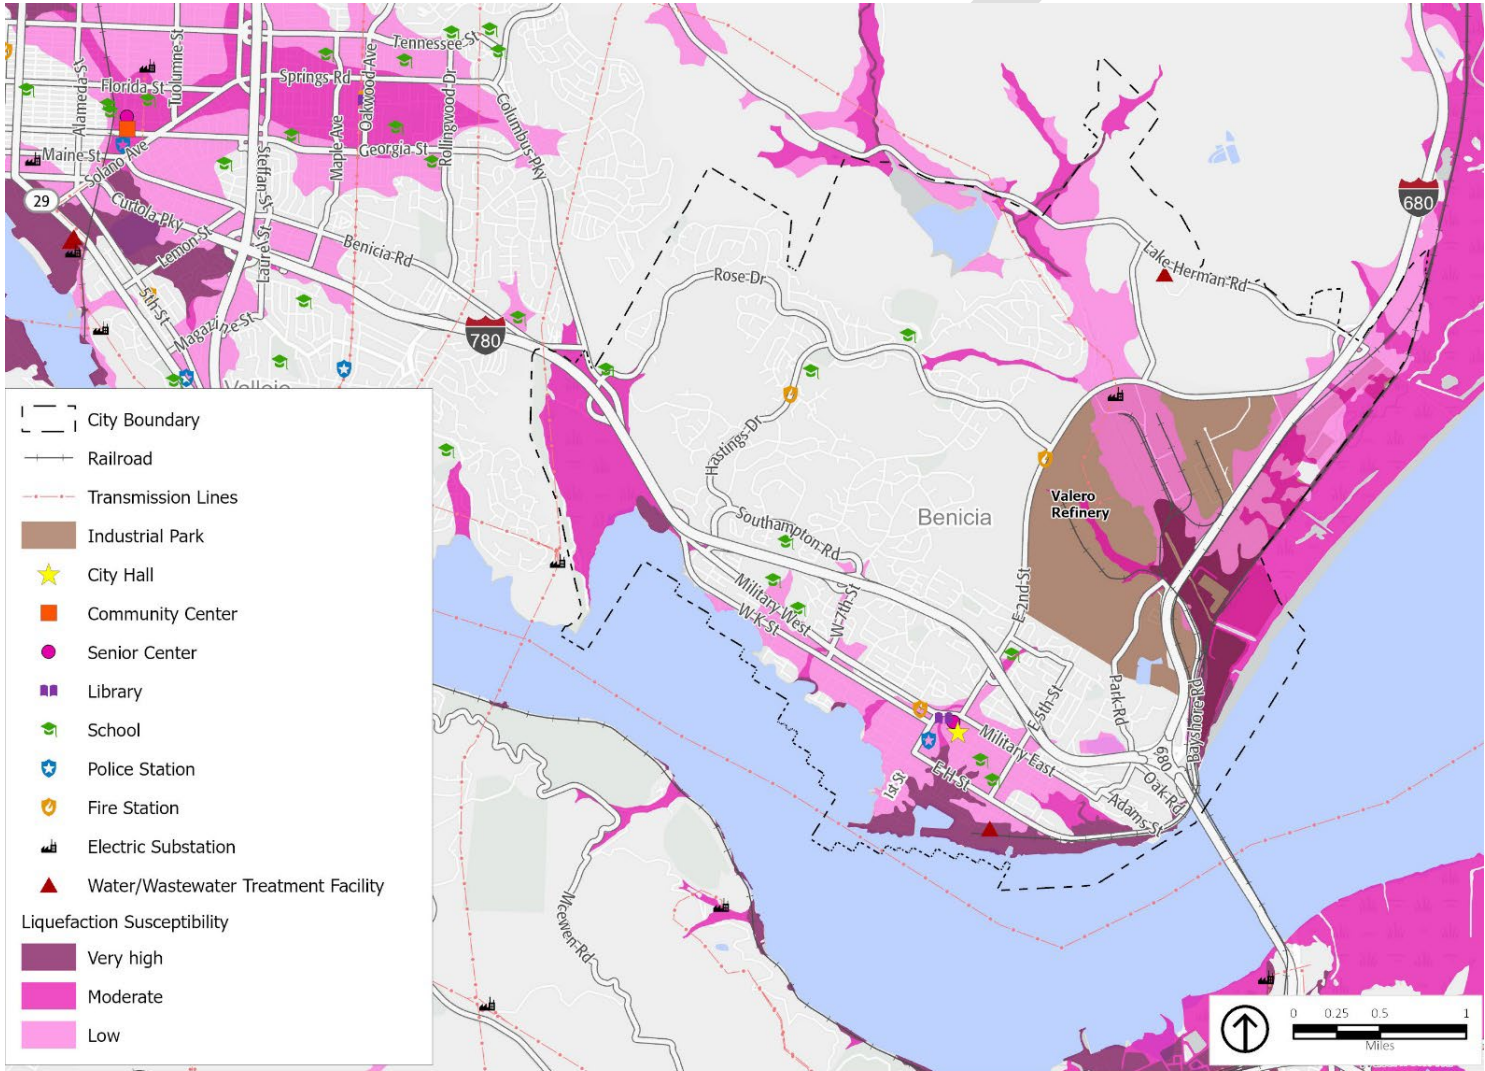 Tennessee St
Springs Rd
Florida St
Alameda St
Tuolumne St
Oakwood Ave
Maple Ave
Rollingwood Dr
Columbus Pky
Georgia St
Maine St
Solano Ave
Steffan St
29
Curtola Pky
Lemon St
Laurel St
Benicia Rd
5th St
Magazine St
780
680
Rose Dr
Lake Herman Rd
Hastings Dr
Southampton Rd
Benicia
Valero
Refinery
E 2nd St
Military West
W K St
W 7th St
E 5th St
Park Rd
Bayshore Rd
Military East
E H St
1st St
680
Oak Rd
Adams St
Mcewen Rd
City Boundary
Railroad
Transmission Lines
Industrial Park
City Hall
Community Center
Senior Center
Library
School
Police Station
Fire Station
Electric Substation
Water/Wastewater Treatment Facility
Liquefaction Susceptibility
Very high
Moderate
Low
0 0.25 0.5 1
Miles